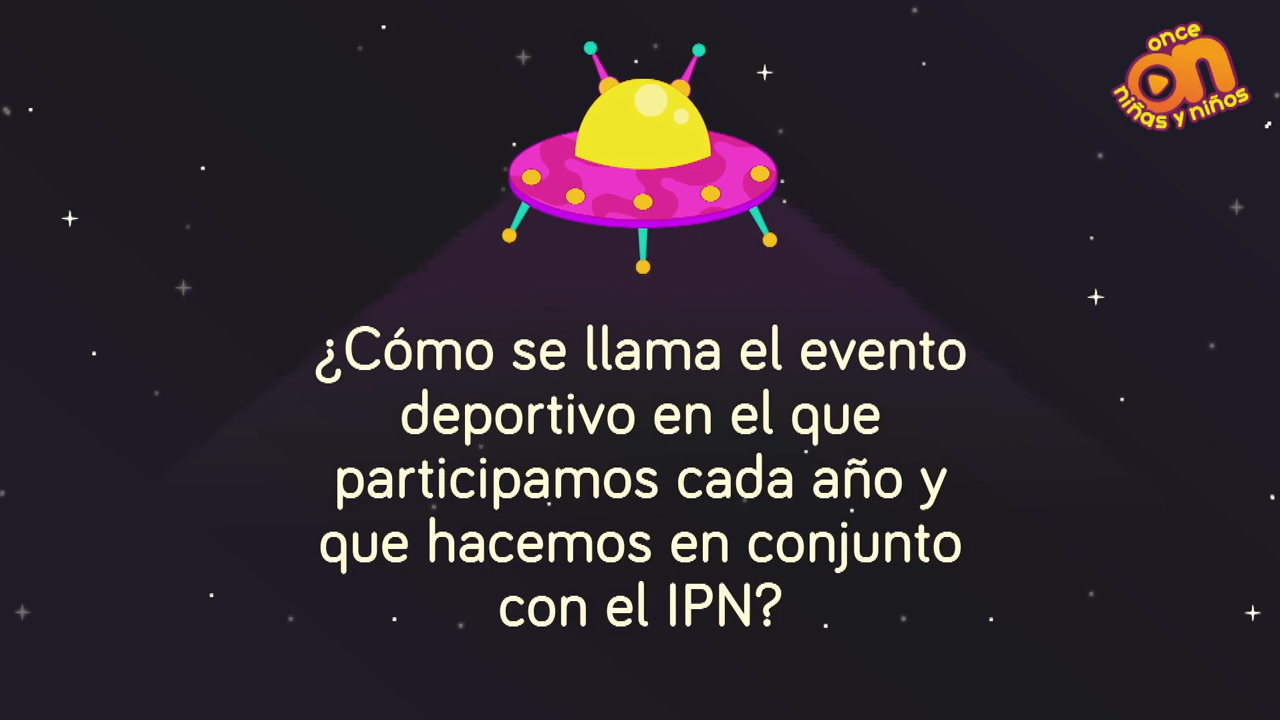 once
on
niñas y niños
¿Cómo se llama el evento
deportivo en el que
participamos cada año y
que hacemos en conjunto
con el IPN?